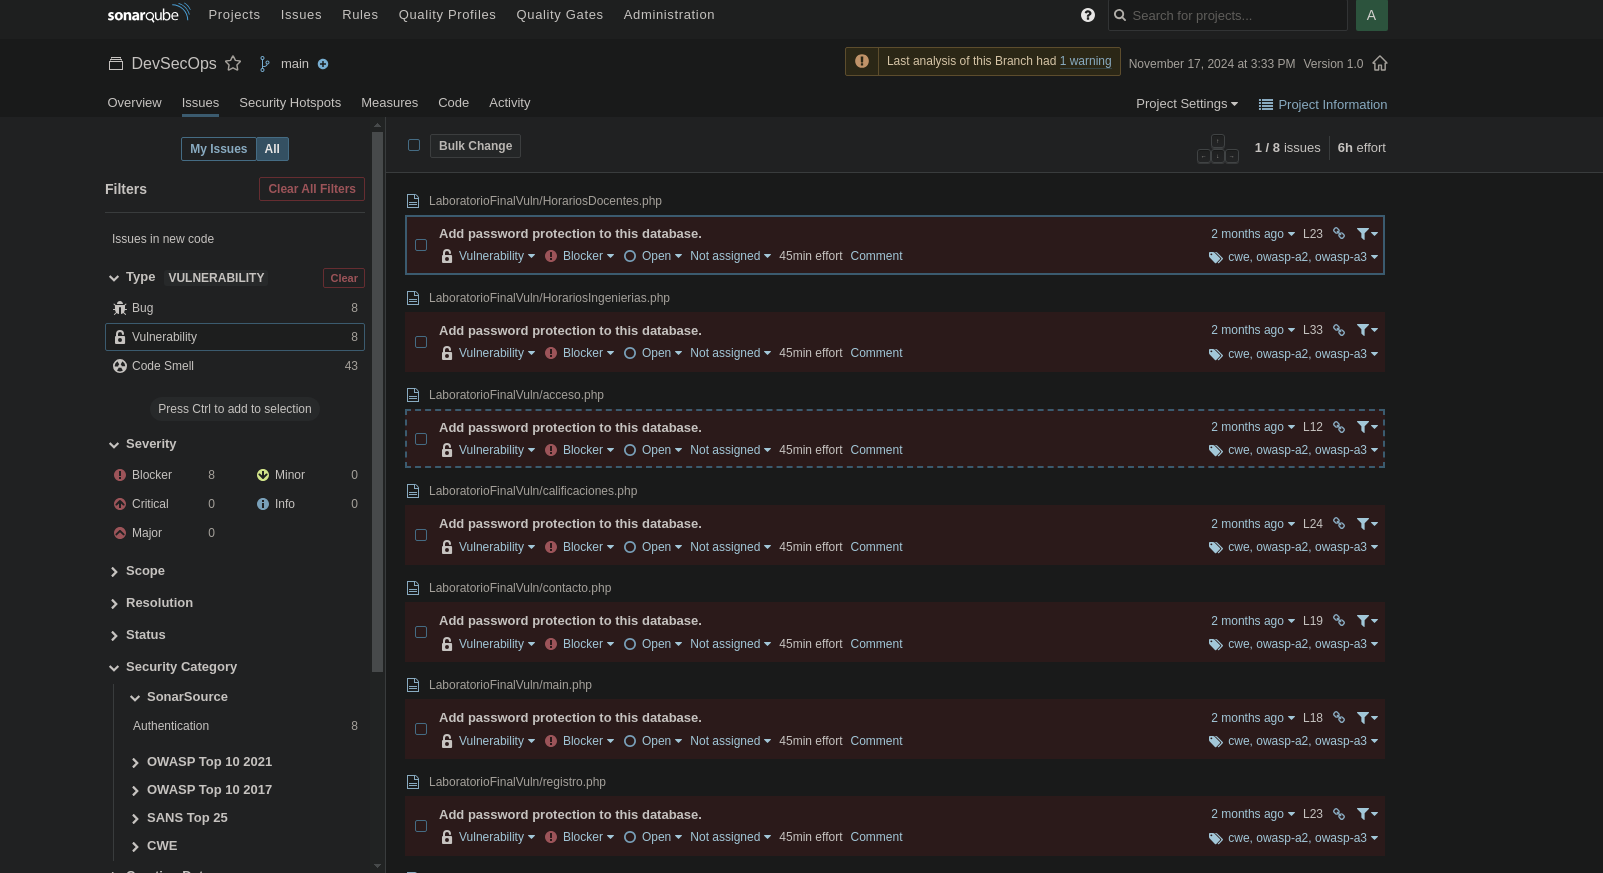 sonarqube Projects Issues Rules Quality Profiles Quality Gates Administration Search for projects... A
DevSecOps main Last analysis of this Branch had 1 warning November 17, 2024 at 3:33 PM Version 1.0
Overview Issues Security Hotspots Measures Code Activity Project Settings Project Information
My Issues All
Filters Clear All Filters
Issues in new code
Type VULNERABILITY Clear
Bug 8
Vulnerability 8
Code Smell 43
Press Ctrl to add to selection
Severity
Blocker 8 Minor 0
Critical 0 Info 0
Major 0
Scope
Resolution
Status
Security Category
SonarSource
Authentication 8
OWASP Top 10 2021
OWASP Top 10 2017
SANS Top 25
CWE
Bulk Change 1 / 8 issues 6h effort
LaboratorioFinalVuln/HorariosDocentes.php
Add password protection to this database. 2 months ago L23
Vulnerability Blocker Open Not assigned 45min effort Comment cwe, owasp-a2, owasp-a3
LaboratorioFinalVuln/HorariosIngenierias.php
Add password protection to this database. 2 months ago L33
Vulnerability Blocker Open Not assigned 45min effort Comment cwe, owasp-a2, owasp-a3
LaboratorioFinalVuln/acceso.php
Add password protection to this database. 2 months ago L12
Vulnerability Blocker Open Not assigned 45min effort Comment cwe, owasp-a2, owasp-a3
LaboratorioFinalVuln/calificaciones.php
Add password protection to this database. 2 months ago L24
Vulnerability Blocker Open Not assigned 45min effort Comment cwe, owasp-a2, owasp-a3
LaboratorioFinalVuln/contacto.php
Add password protection to this database. 2 months ago L19
Vulnerability Blocker Open Not assigned 45min effort Comment cwe, owasp-a2, owasp-a3
LaboratorioFinalVuln/main.php
Add password protection to this database. 2 months ago L18
Vulnerability Blocker Open Not assigned 45min effort Comment cwe, owasp-a2, owasp-a3
LaboratorioFinalVuln/registro.php
Add password protection to this database. 2 months ago L23
Vulnerability Blocker Open Not assigned 45min effort Comment cwe, owasp-a2, owasp-a3